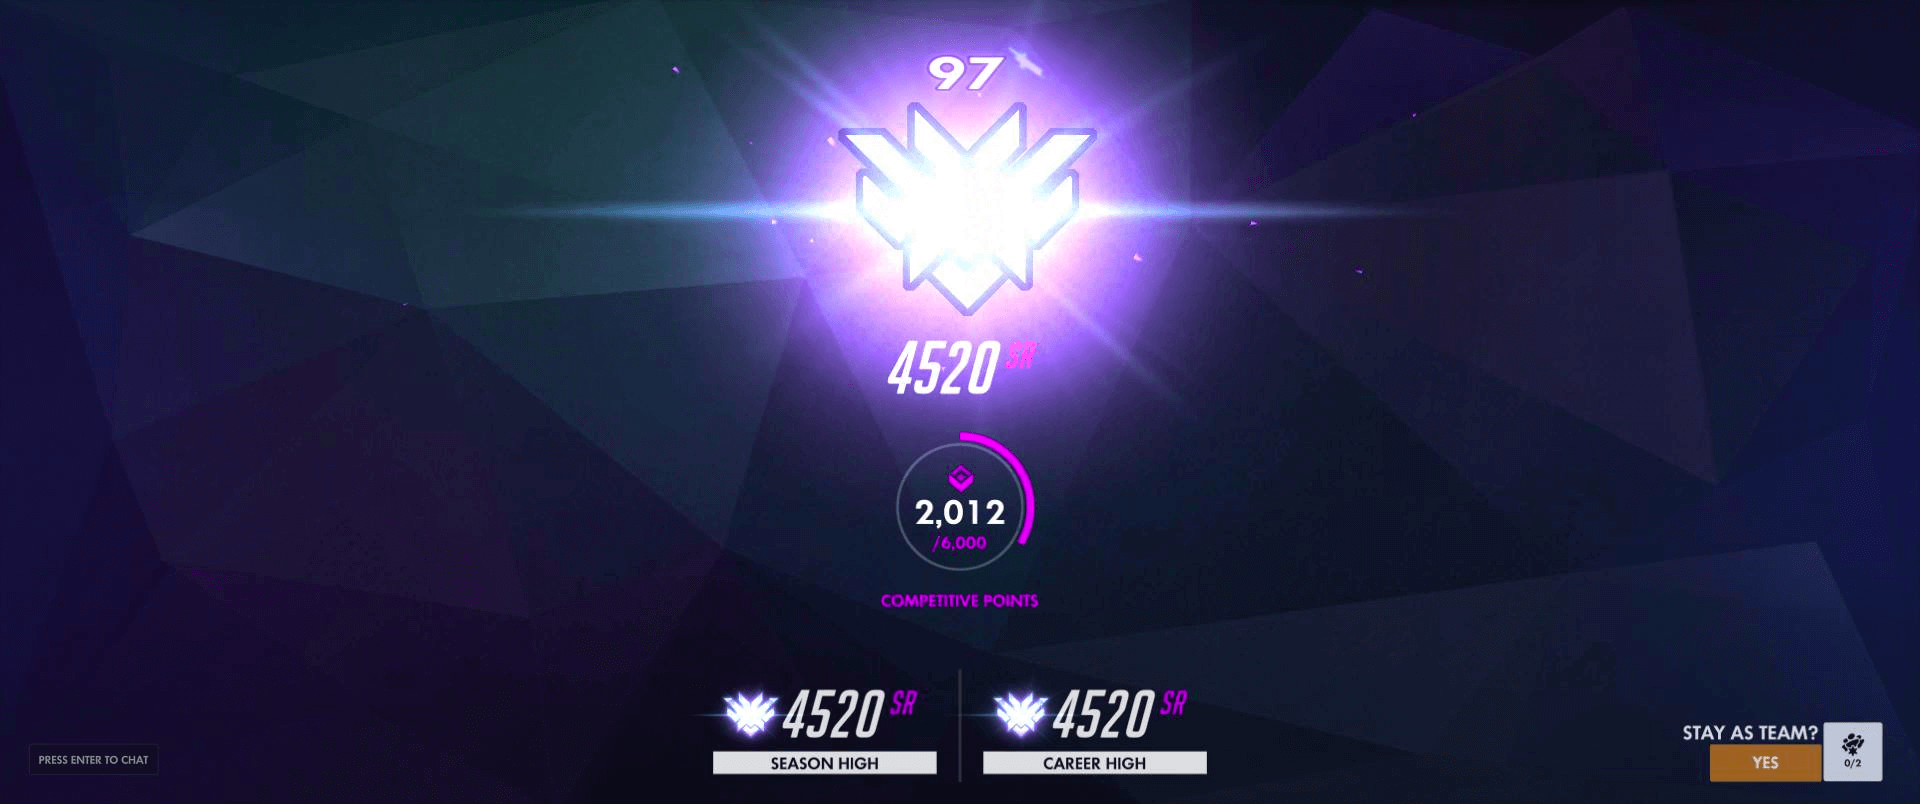 97
4520 SR
2,012
/6,000
COMPETITIVE POINTS
4520 SR
SEASON HIGH
4520 SR
CAREER HIGH
PRESS ENTER TO CHAT
STAY AS TEAM?
YES
0/2